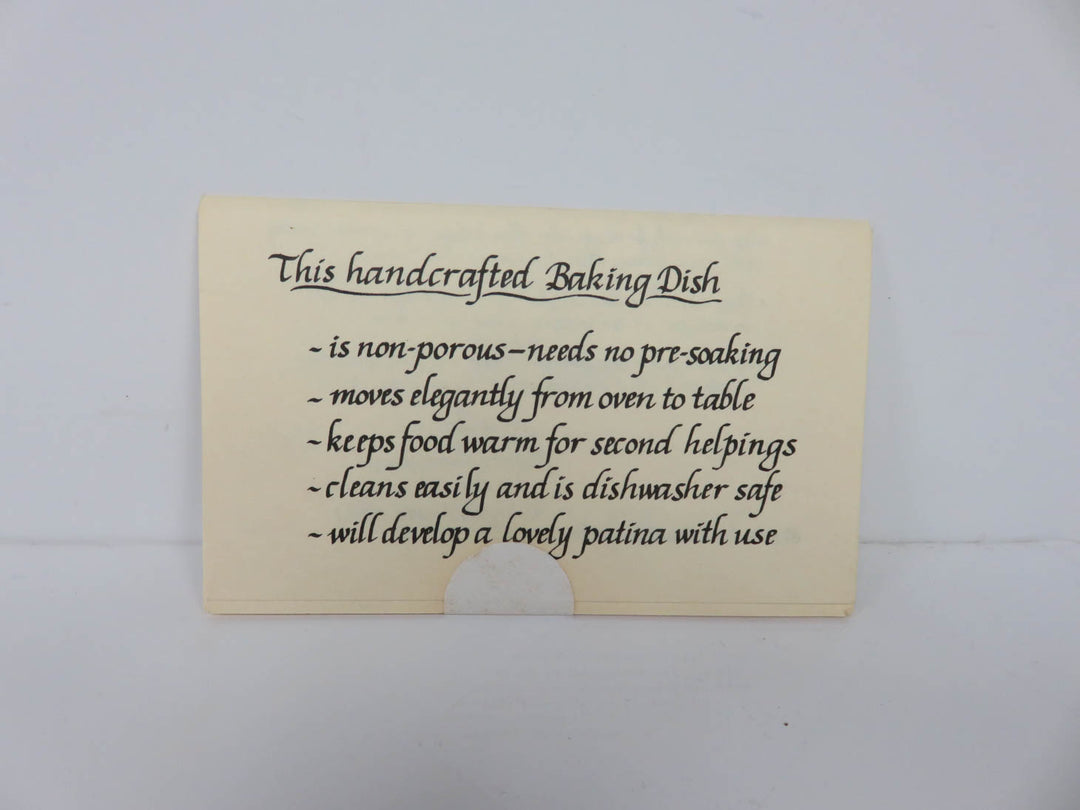 This handcrafted Baking Dish
~ is non-porous—needs no pre-soaking
~ moves elegantly from oven to table
~ keeps food warm for second helpings
~ cleans easily and is dishwasher safe
~ will develop a lovely patina with use